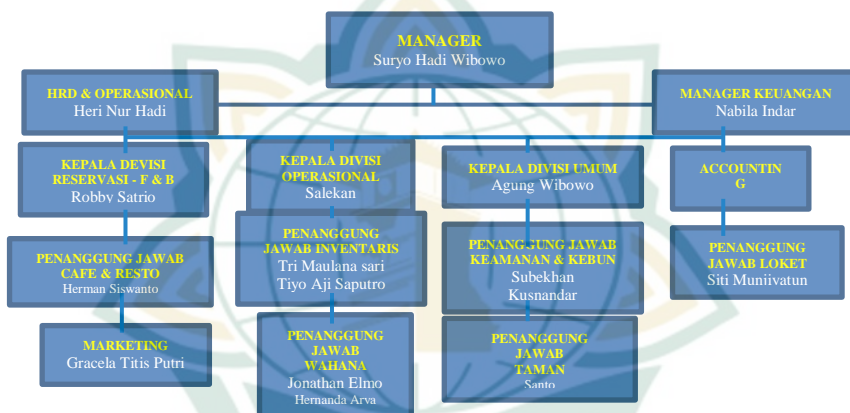 MANAGER
Suryo Hadi Wibowo
HRD & OPERASIONAL
Heri Nur Hadi
MANAGER KEUANGAN
Nabila Indar
KEPALA DEVISI
RESERVASI - F & B
Robby Satrio
KEPALA DIVISI
OPERASIONAL
Salekan
KEPALA DIVISI UMUM
Agung Wibowo
ACCOUNTIN
G
PENANGGUNG JAWAB
CAFE & RESTO
Herman Siswanto
PENANGGUNG
JAWAB INVENTARIS
Tri Maulana sari
Tiyo Aji Saputro
PENANGGUNG JAWAB
KEAMANAN & KEBUN
Subekhan
Kusnandar
PENANGGUNG
JAWAB LOKET
Siti Muniivatun
MARKETING
Gracela Titis Putri
PENANGGUNG
JAWAB
WAHANA
Jonathan Elmo
Hernanda Arva
PENANGGUNG
JAWAB
TAMAN
Santo